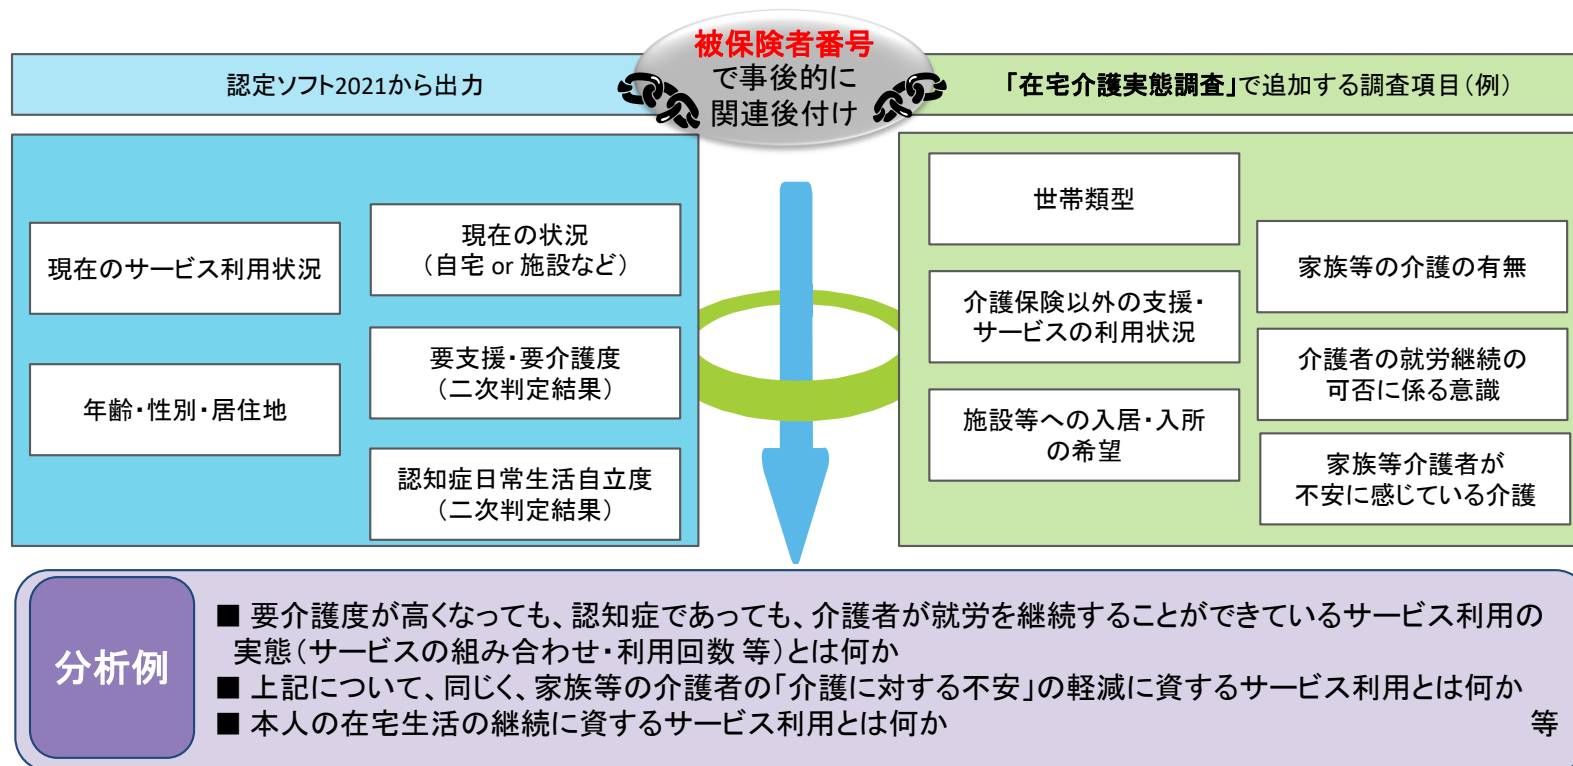 被保険者番号
で事後的に
関連後付け
認定ソフト2021から出力
「在宅介護実態調査」で追加する調査項目(例)
現在のサービス利用状況
年齢・性別・居住地
現在の状況
(自宅 or 施設など)
要支援・要介護度
(二次判定結果)
認知症日常生活自立度
(二次判定結果)
世帯類型
介護保険以外の支援・
サービスの利用状況
施設等への入居・入所
の希望
家族等の介護の有無
介護者の就労継続の
可否に係る意識
家族等介護者が
不安に感じている介護
分析例
■ 要介護度が高くなっても、認知症であっても、介護者が就労を継続することができているサービス利用の
実態(サービスの組み合わせ・利用回数 等)とは何か
■ 上記について、同じく、家族等の介護者の「介護に対する不安」の軽減に資するサービス利用とは何か
■ 本人の在宅生活の継続に資するサービス利用とは何か 等